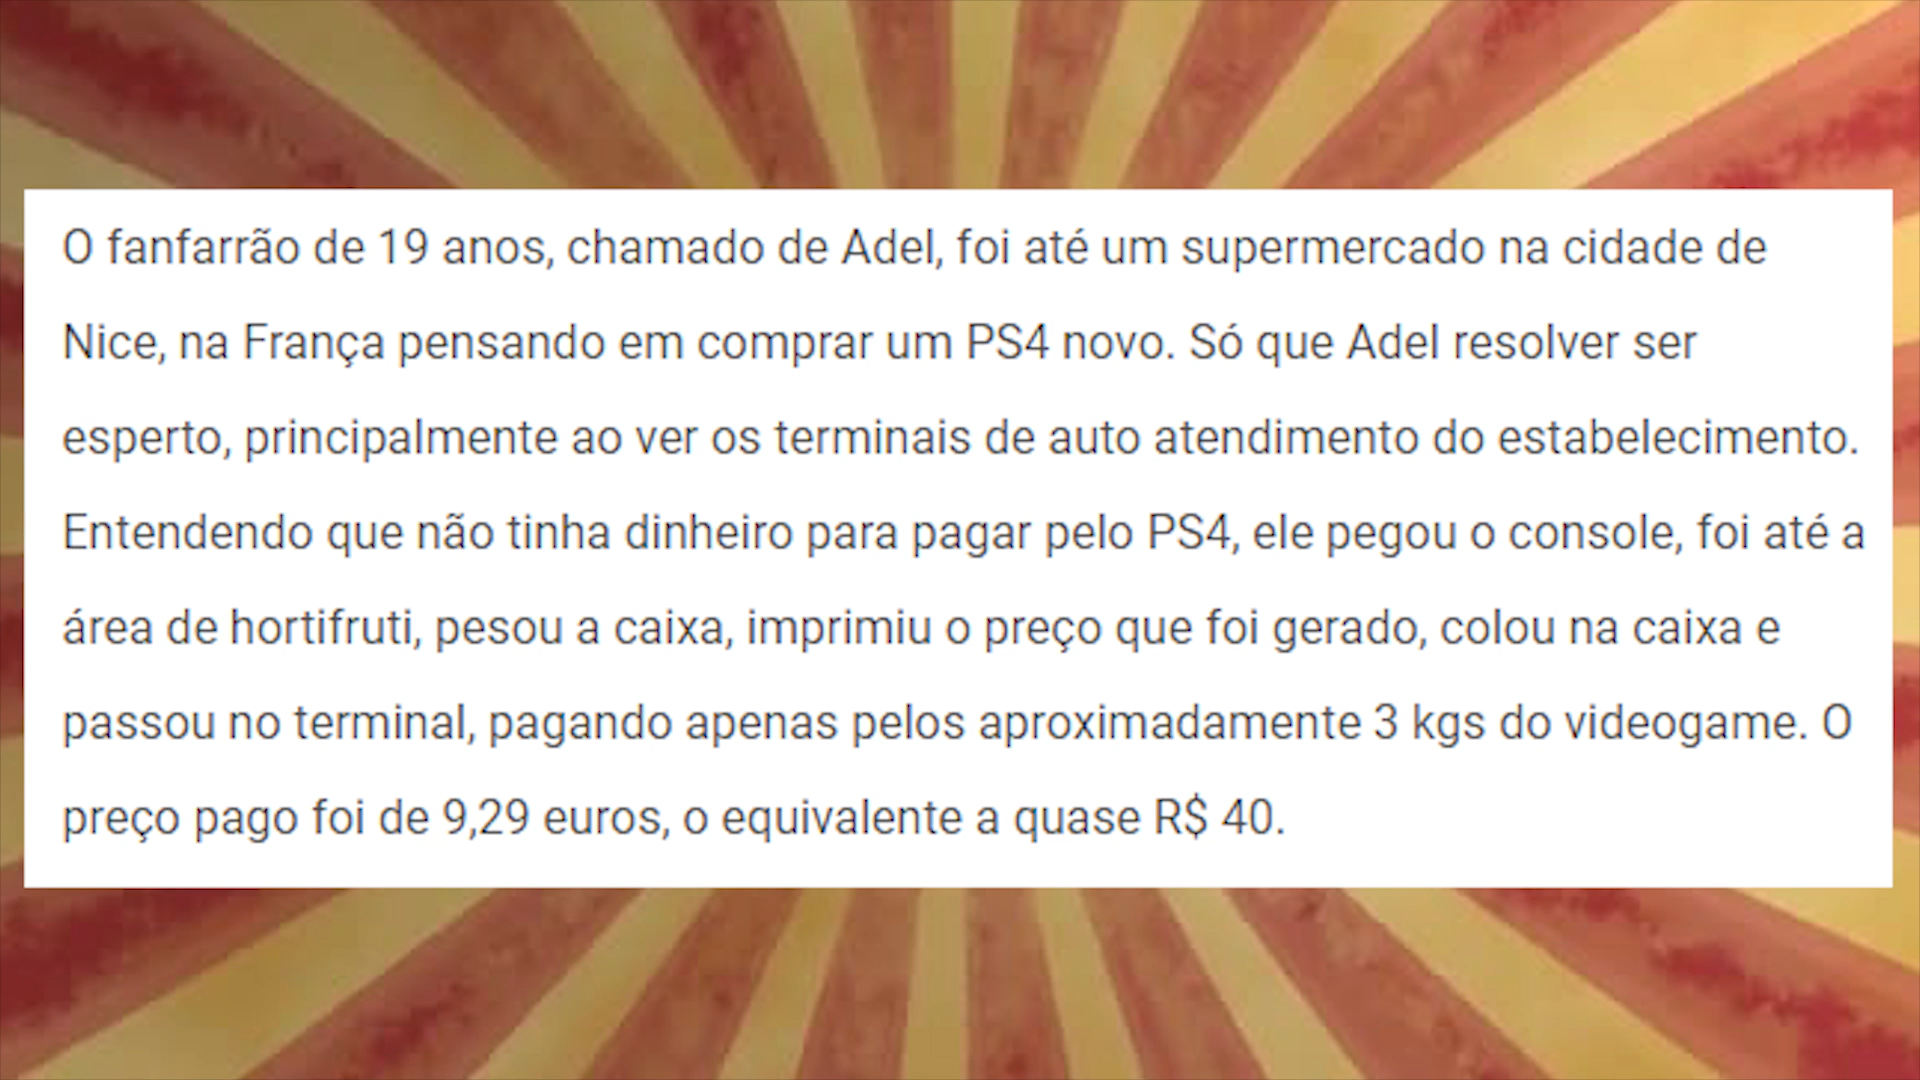 O fanfarrão de 19 anos, chamado de Adel, foi até um supermercado na cidade de
Nice, na França pensando em comprar um PS4 novo. Só que Adel resolver ser
esperto, principalmente ao ver os terminais de auto atendimento do estabelecimento.
Entendendo que não tinha dinheiro para pagar pelo PS4, ele pegou o console, foi até a
área de hortifruti, pesou a caixa, imprimiu o preço que foi gerado, colou na caixa e
passou no terminal, pagando apenas pelos aproximadamente 3 kgs do videogame. O
preço pago foi de 9,29 euros, o equivalente a quase R$ 40.